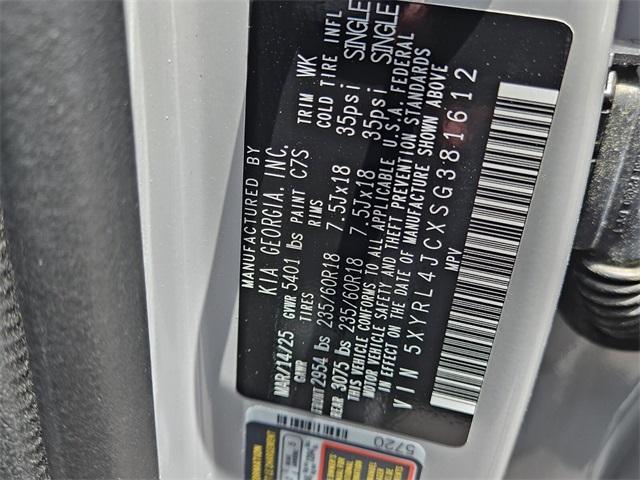 MANUFACTURED BY
KIA GEORGIA, INC.
MAR/14/25 GVWR 5401 lbs PAINT C7S TRIM WK
GAWR TIRES RIMS COLD TIRE INFL
FRONT 2954 lbs 235/60R18 7.5Jx18 35psi SINGLE
REAR 3075 lbs 235/60R18 7.5Jx18 35psi SINGLE
THIS VEHICLE CONFORMS TO ALL APPLICABLE U.S.A. FEDERAL
MOTOR VEHICLE SAFETY AND THEFT PREVENTION STANDARDS
IN EFFECT ON THE DATE OF MANUFACTURE SHOWN ABOVE
VIN 5XYRL4JCXSG381612
MPV
5720